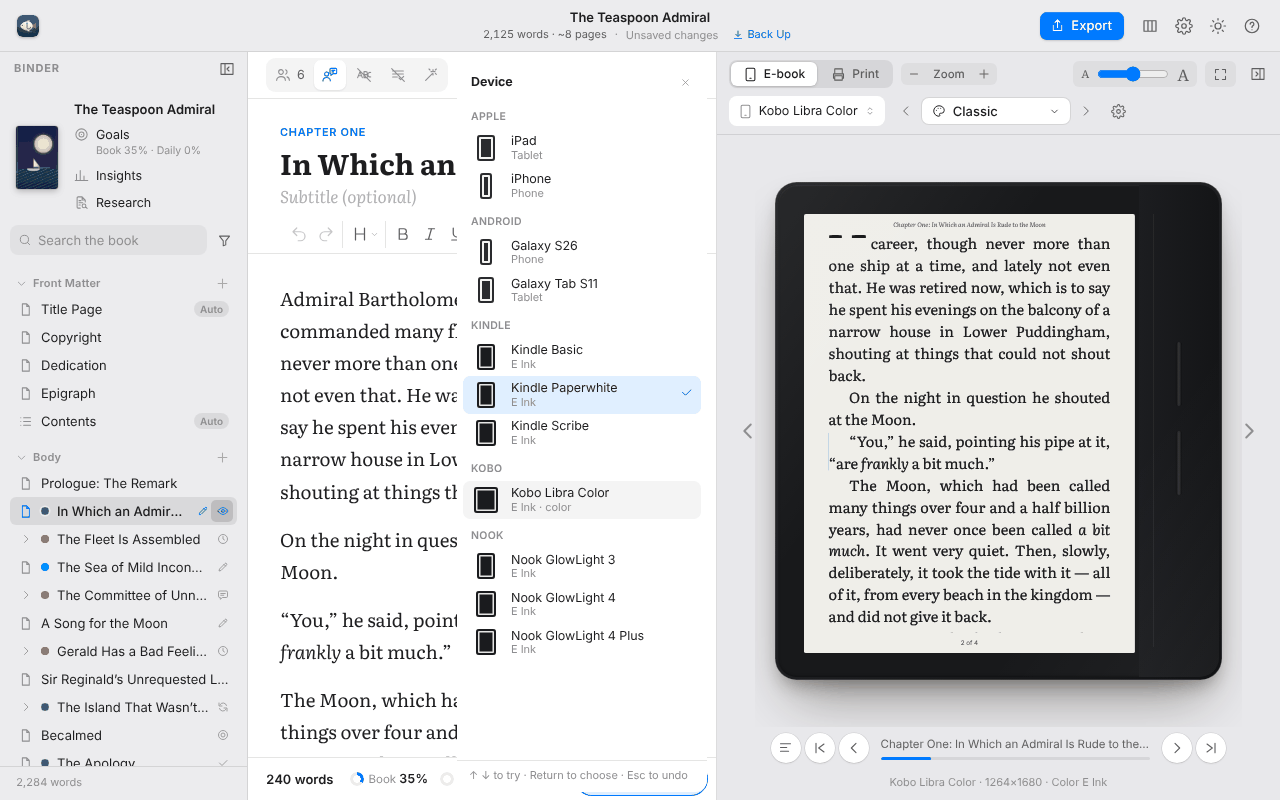 The Teaspoon Admiral
2,125 words · ~8 pages · Unsaved changes Back Up
Export
BINDER
The Teaspoon Admiral
Goals
Book 35% · Daily 0%
Insights
Research
Search the book
Front Matter
Title Page Auto
Copyright
Dedication
Epigraph
Contents Auto
Body
Prologue: The Remark
In Which an Admir...
The Fleet Is Assembled
The Sea of Mild Incon...
The Committee of Unn...
A Song for the Moon
Gerald Has a Bad Feeli...
Sir Reginald's Unrequested L...
The Island That Wasn't...
Becalmed
The Apology
2,284 words
6
CHAPTER ONE
In Which an
Subtitle (optional)
H B I U
Admiral Bartholome
commanded many fl
never more than one
not even that. He wa
say he spent his even
narrow house in Low
shouting at things th
On the night in ques
Moon.
“You,” he said, point
frankly a bit much.”
The Moon, which ha
things over four and
240 words Book 35%
Device
APPLE
iPad
Tablet
iPhone
Phone
ANDROID
Galaxy S26
Phone
Galaxy Tab S11
Tablet
KINDLE
Kindle Basic
E Ink
Kindle Paperwhite
E Ink
Kindle Scribe
E Ink
KOBO
Kobo Libra Color
E Ink · color
NOOK
Nook GlowLight 3
E Ink
Nook GlowLight 4
E Ink
Nook GlowLight 4 Plus
E Ink
↑ ↓ to try · Return to choose · Esc to undo
E-book Print Zoom A A
Kobo Libra Color Classic
Chapter One: In Which an Admiral Is Rude to the Moon
career, though never more than
one ship at a time, and lately not even
that. He was retired now, which is to say
he spent his evenings on the balcony of a
narrow house in Lower Puddingham,
shouting at things that could not shout
back.
On the night in question he shouted
at the Moon.
“You,” he said, pointing his pipe at it,
“are frankly a bit much.”
The Moon, which had been called
many things over four and a half billion
years, had never once been called a bit
much. It went very quiet. Then, slowly,
deliberately, it took the tide with it — all
of it, from every beach in the kingdom —
and did not give it back.
2 of 4
Chapter One: In Which an Admiral Is Rude to the...
Kobo Libra Color · 1264×1680 · Color E Ink